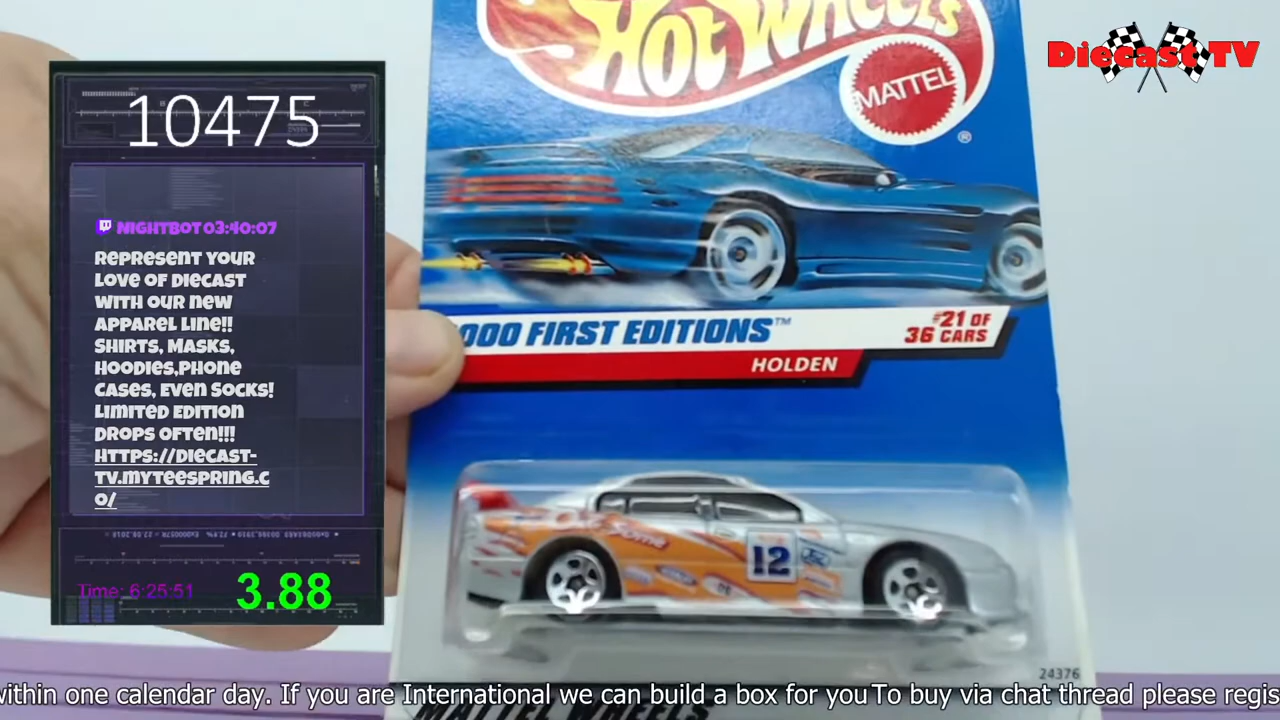 HOT WHEELS
MATTEL
®
Diecast TV
10475
NIGHTBOT 03:40:07
REPRESENT YOUR
LOVE OF DIECAST
WITH OUR NEW
APPAREL LINE!!
SHIRTS, MASKS,
HOODIES,PHONE
CASES, EVEN SOCKS!
LIMITED EDITION
DROPS OFTEN!!!
HTTPS://DIECAST-
TV.MYTEESPRING.C
O/
Time: 6:25:51
3.88
000 FIRST EDITIONS™
#21 OF
36 CARS
HOLDEN
12
24376
MATTEL WHEELS
within one calendar day. If you are International we can build a box for you To buy via chat thread please regis